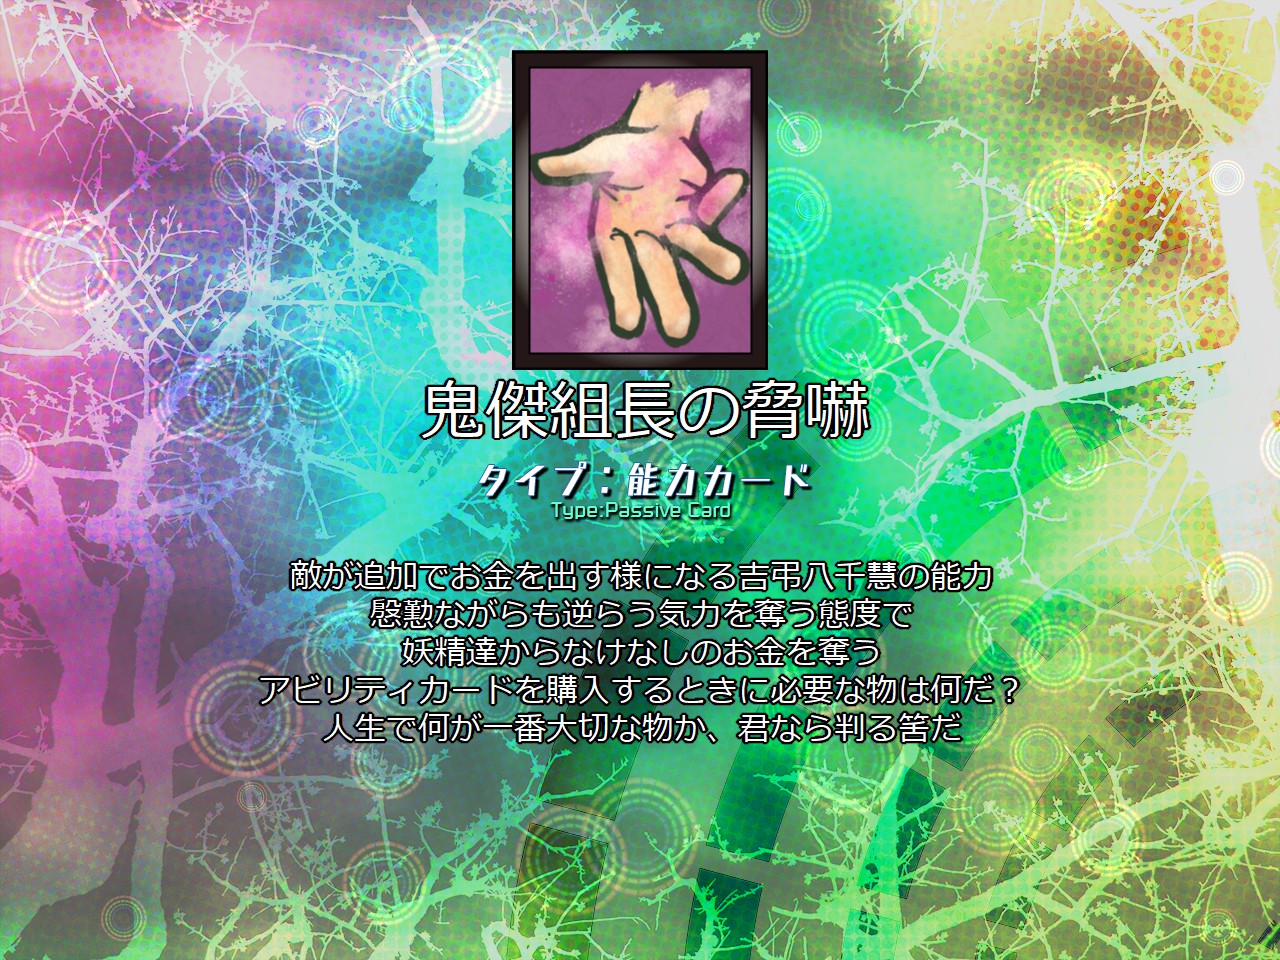 鬼傑組長の脅嚇
タイプ：能力カード
Type:Passive Card
敵が追加でお金を出す様になる吉弔八千慧の能力
慇懃ながらも逆らう気力を奪う態度で
妖精達からなけなしのお金を奪う
アビリティカードを購入するときに必要な物は何だ？
人生で何が一番大切な物か、君なら判る筈だ